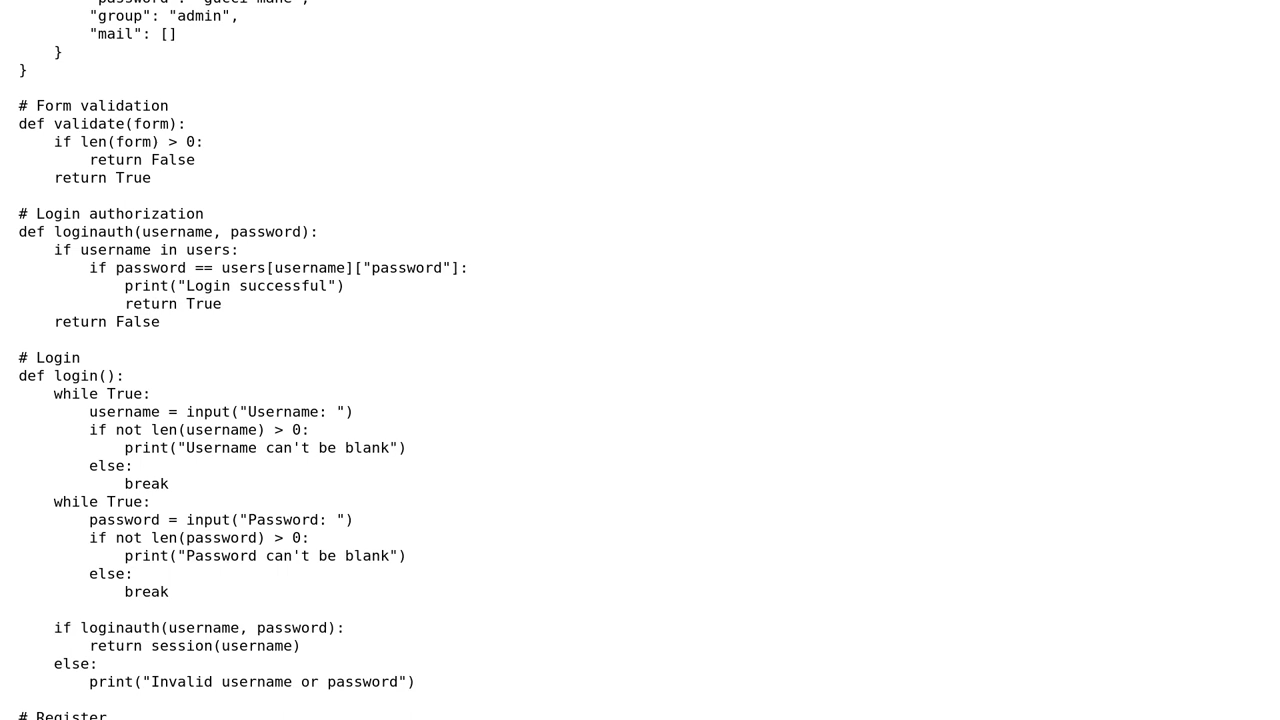 "password": "gucci-mane",
        "group": "admin",
        "mail": []
    }
}

# Form validation
def validate(form):
    if len(form) > 0:
        return False
    return True

# Login authorization
def loginauth(username, password):
    if username in users:
        if password == users[username]["password"]:
            print("Login successful")
            return True
    return False

# Login
def login():
    while True:
        username = input("Username: ")
        if not len(username) > 0:
            print("Username can't be blank")
        else:
            break
    while True:
        password = input("Password: ")
        if not len(password) > 0:
            print("Password can't be blank")
        else:
            break

    if loginauth(username, password):
        return session(username)
    else:
        print("Invalid username or password")

# Register